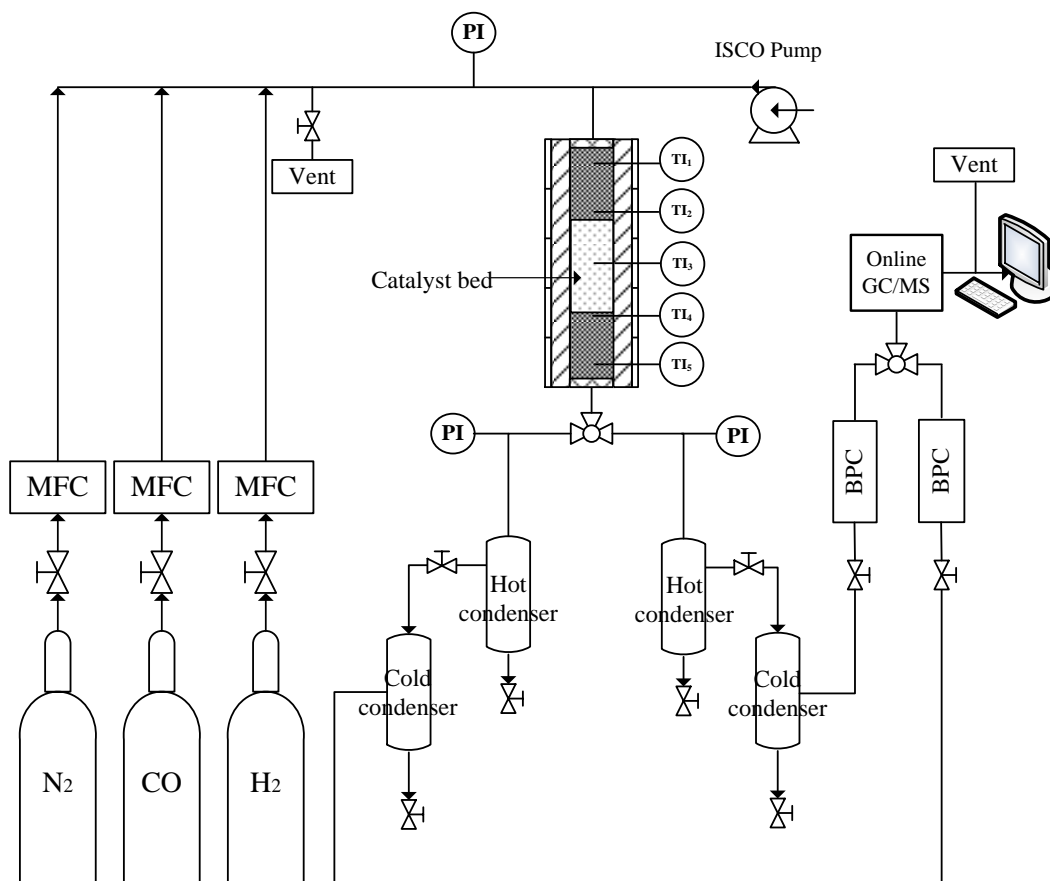 PI
ISCO Pump
Vent
TI₁
TI₂
TI₃
TI₄
TI₅
Catalyst bed
Vent
Online
GC/MS
PI
PI
BPC
BPC
MFC
MFC
MFC
Hot
condenser
Hot
condenser
Cold
condenser
Cold
condenser
N₂
CO
H₂